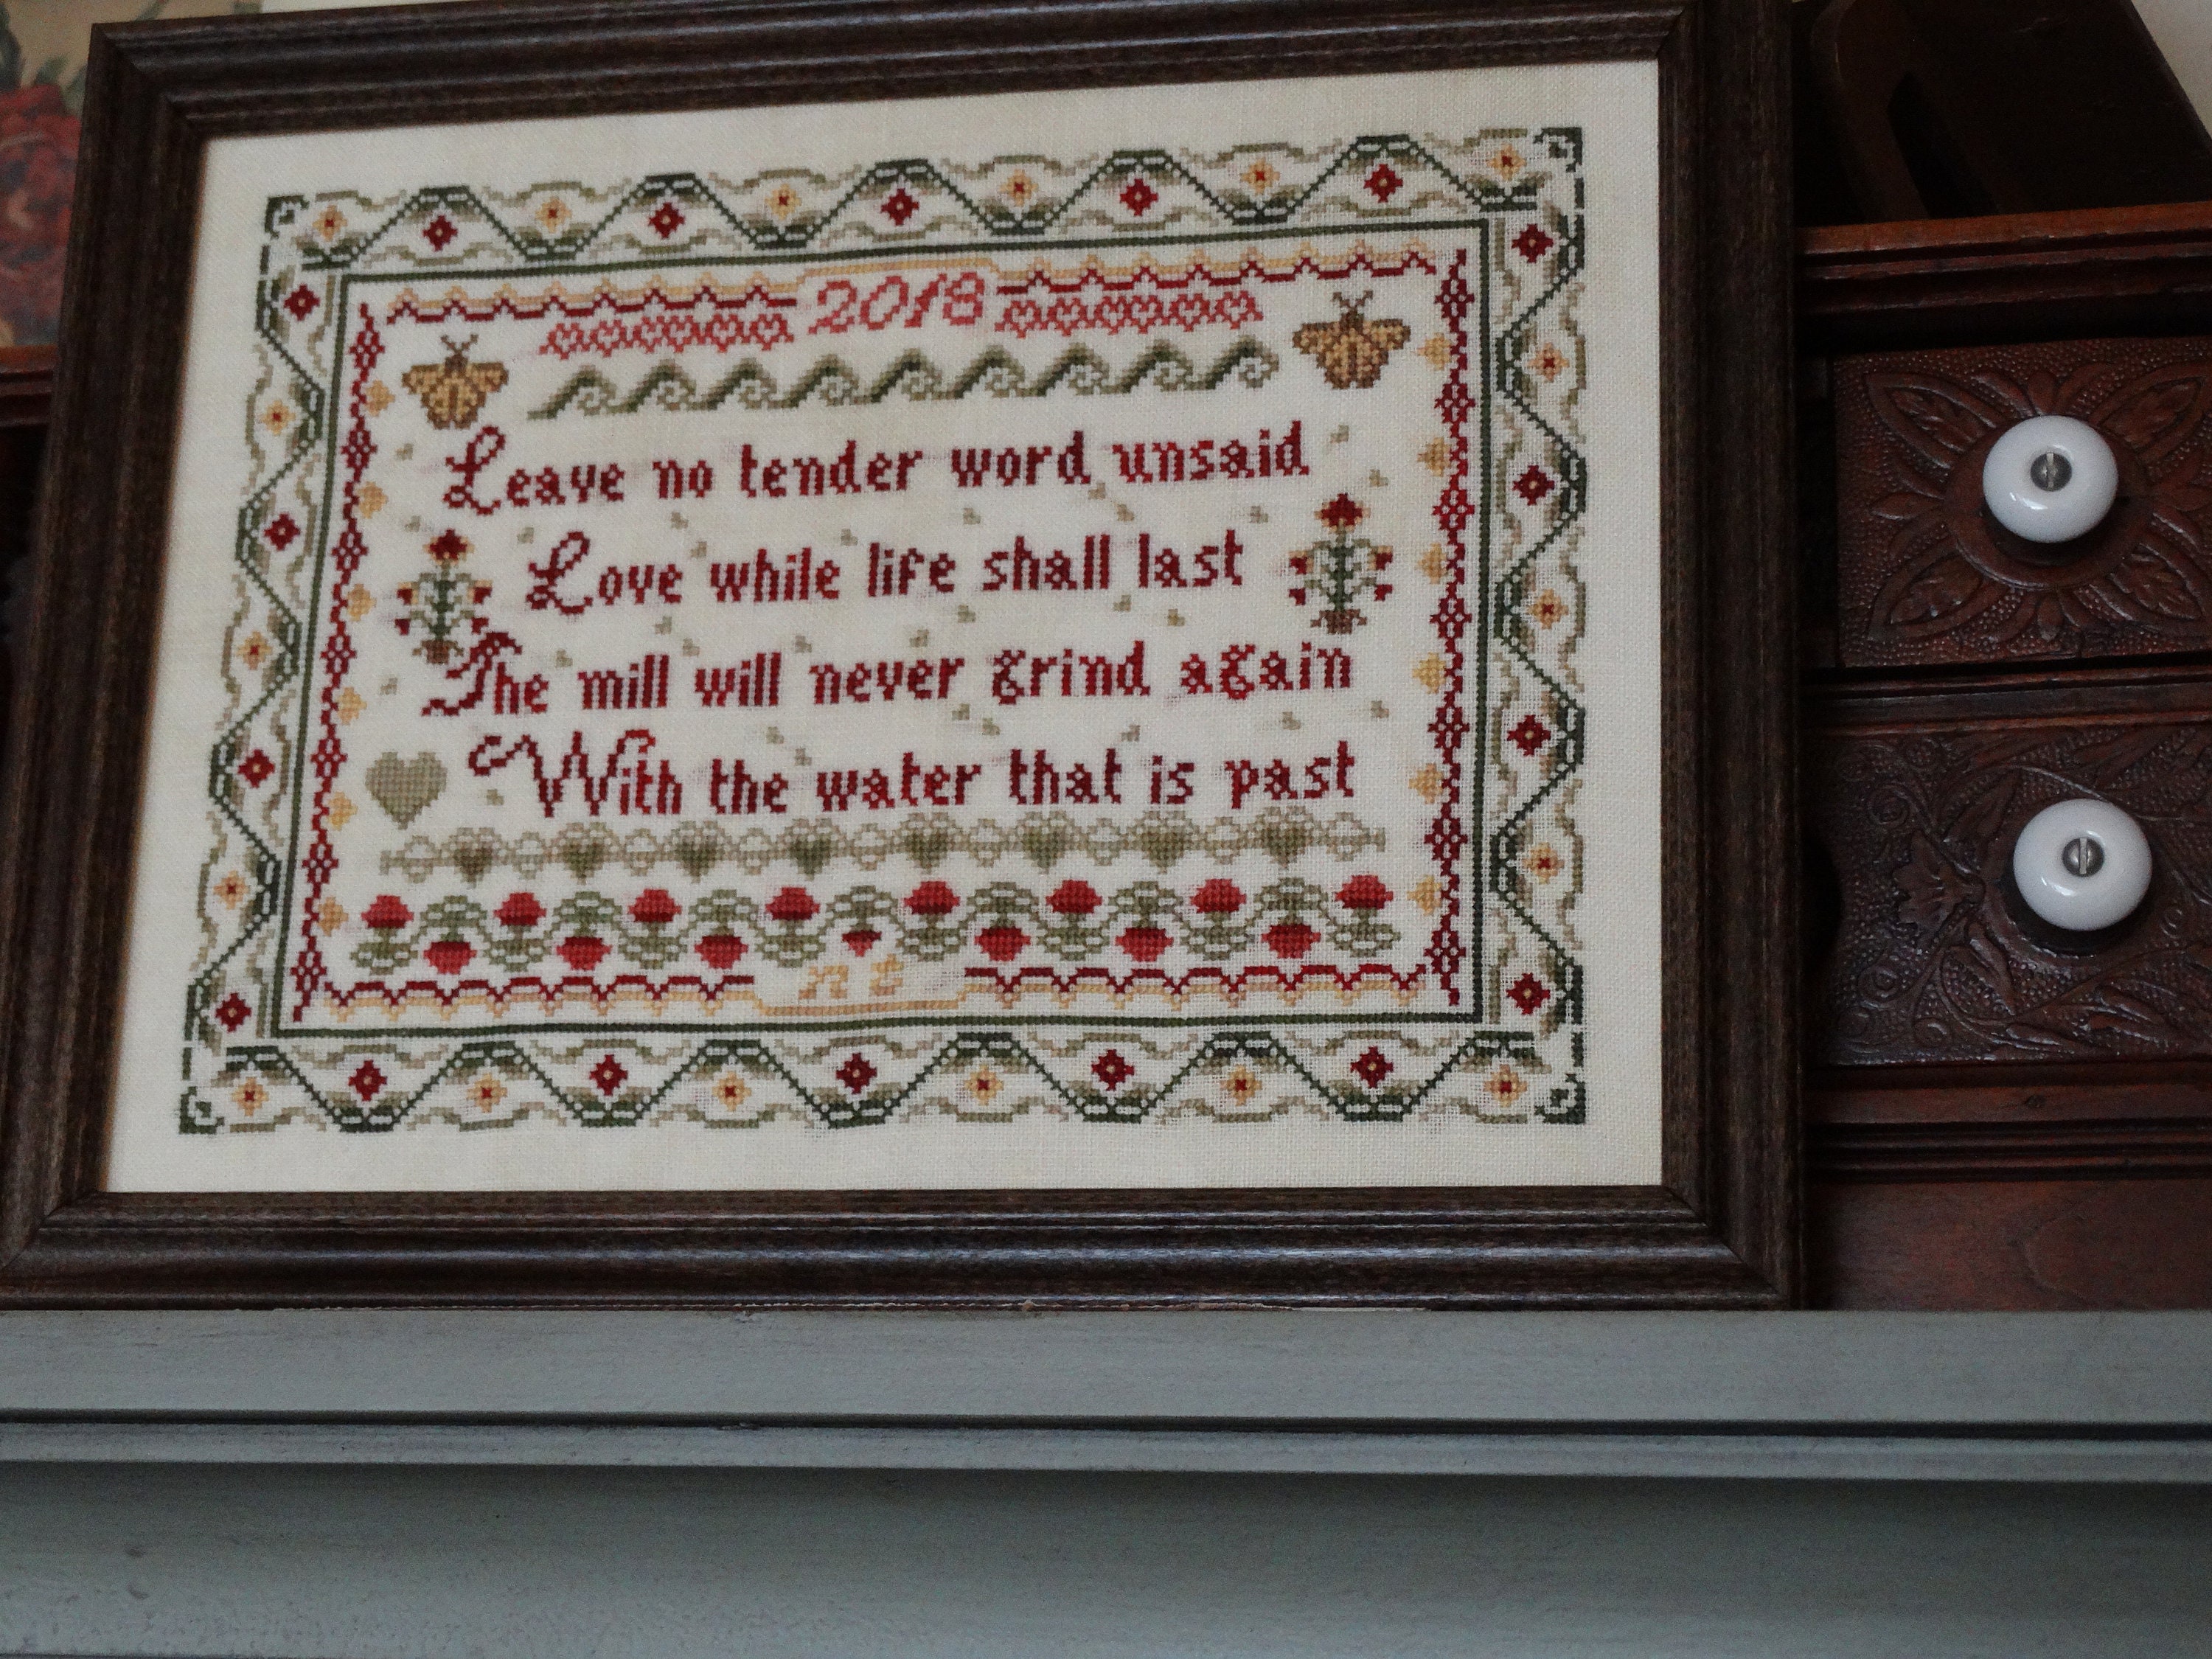 2018
Leave no tender word unsaid
Love while life shall last
The mill will never grind again
With the water that is past